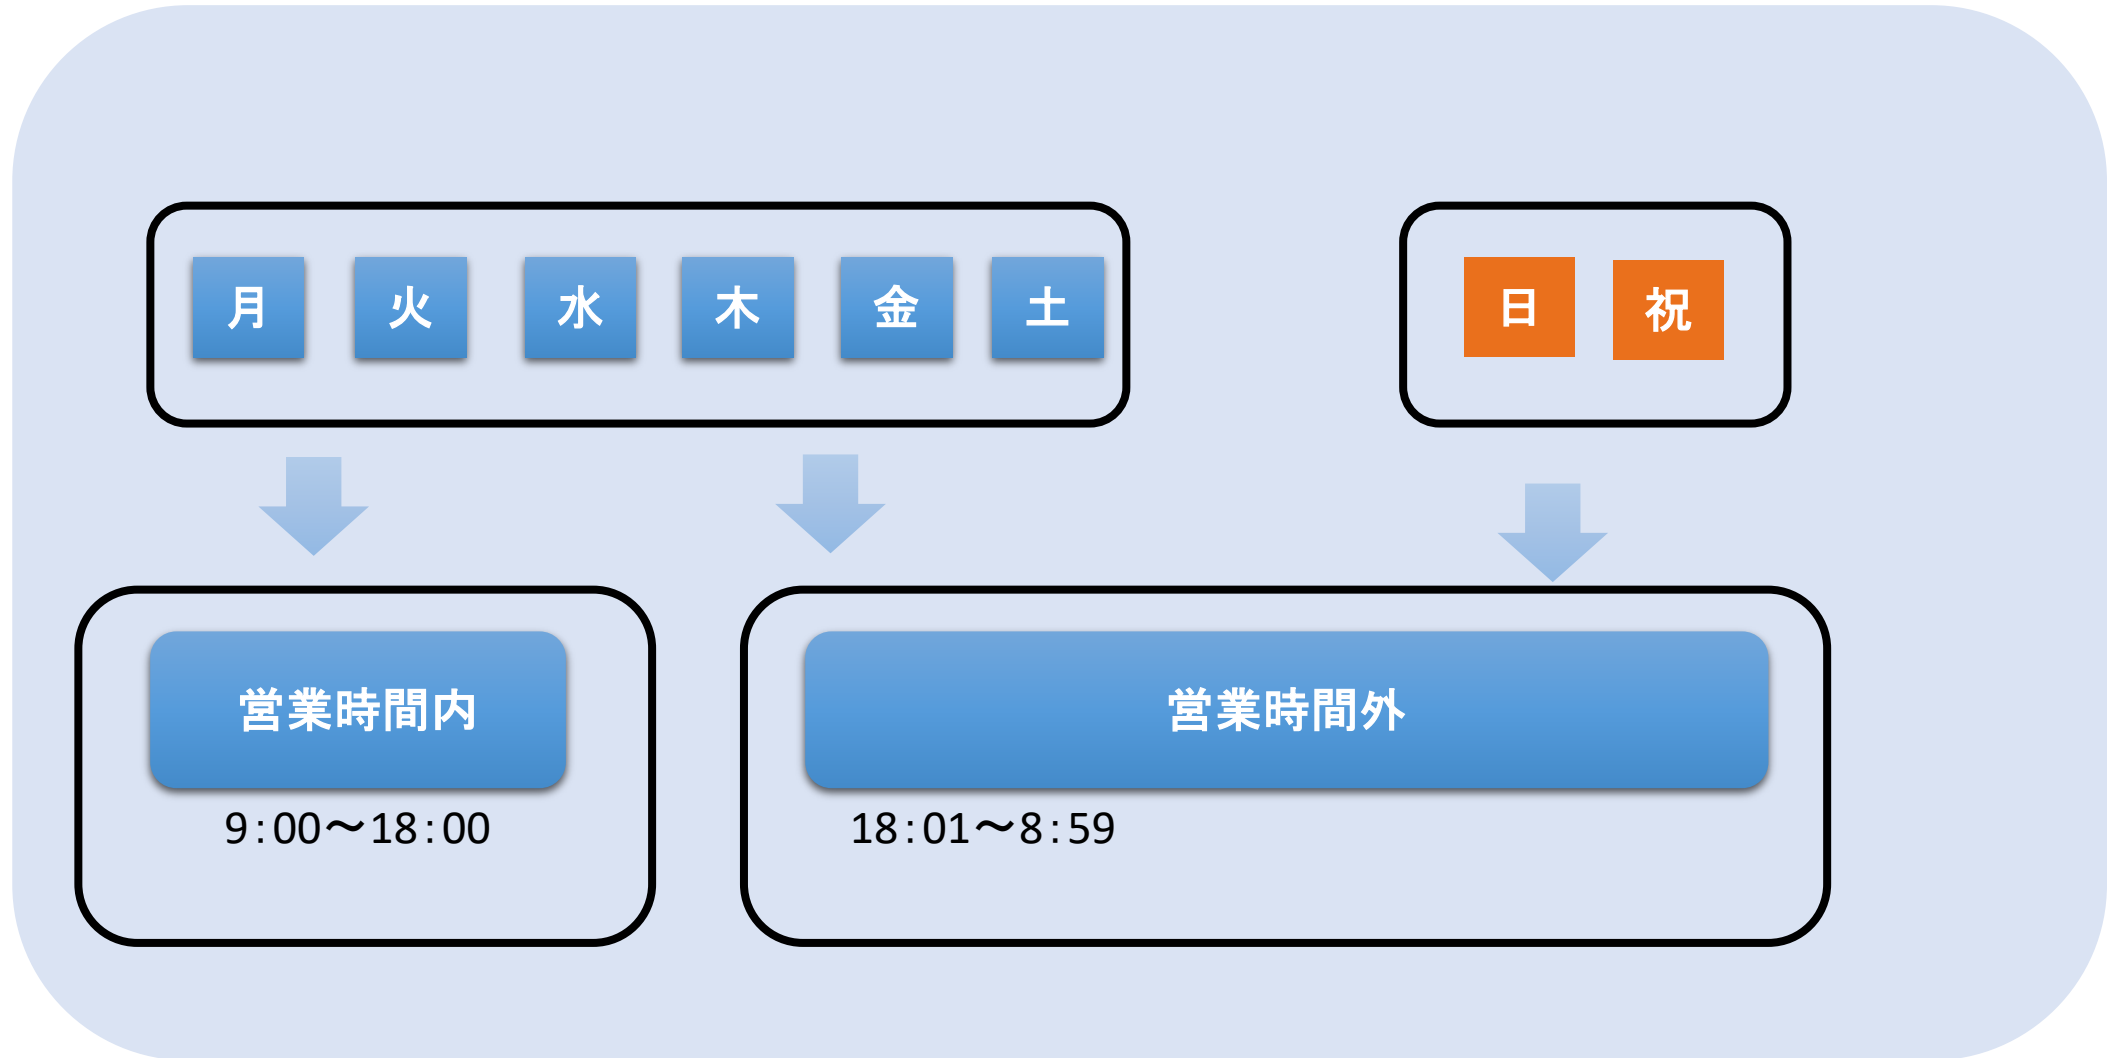 月 火 水 木 金 土 日 祝
営業時間内 営業時間外
9:00～18:00 18:01～8:59